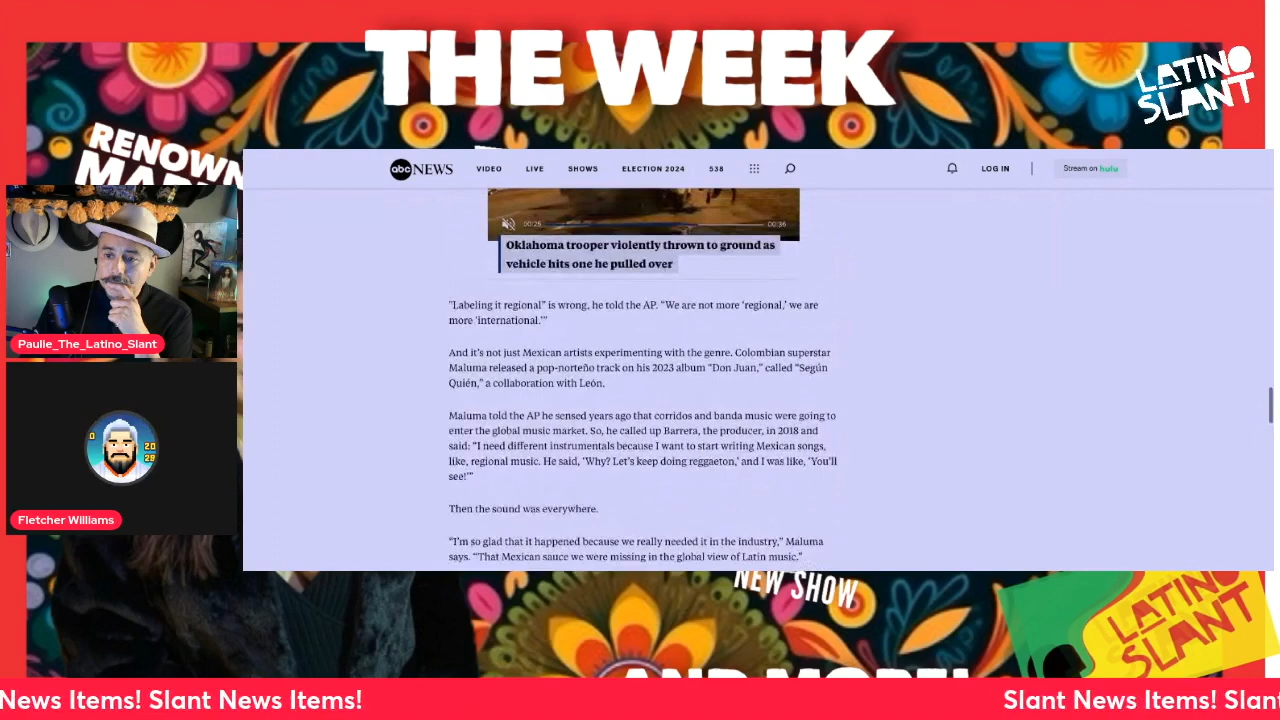 THE WEEK
LATINO
SLANT
RENOWN
abc NEWS VIDEO LIVE SHOWS ELECTION 2024 538 LOG IN Stream on hulu
00:25 00:36
Oklahoma trooper violently thrown to ground as
vehicle hits one he pulled over
"Labeling it regional” is wrong, he told the AP. “We are not more ‘regional,’ we are
more ‘international.’”
And it’s not just Mexican artists experimenting with the genre. Colombian superstar
Maluma released a pop-norteño track on his 2023 album “Don Juan,” called “Según
Quién,” a collaboration with León.
Maluma told the AP he sensed years ago that corridos and banda music were going to
enter the global music market. So, he called up Barrera, the producer, in 2018 and
said: “I need different instrumentals because I want to start writing Mexican songs,
like, regional music. He said, ‘Why? Let’s keep doing reggaeton,’ and I was like, ‘You’ll
see!’”
Then the sound was everywhere.
“I’m so glad that it happened because we really needed it in the industry,” Maluma
says. “That Mexican sauce we were missing in the global view of Latin music.”
Paulie_The_Latino_Slant
0
20
28
Fletcher Williams
NEW SHOW
LATINO
SLANT
AND MORE!
News Items! Slant News Items!
Slant News Items! Slant